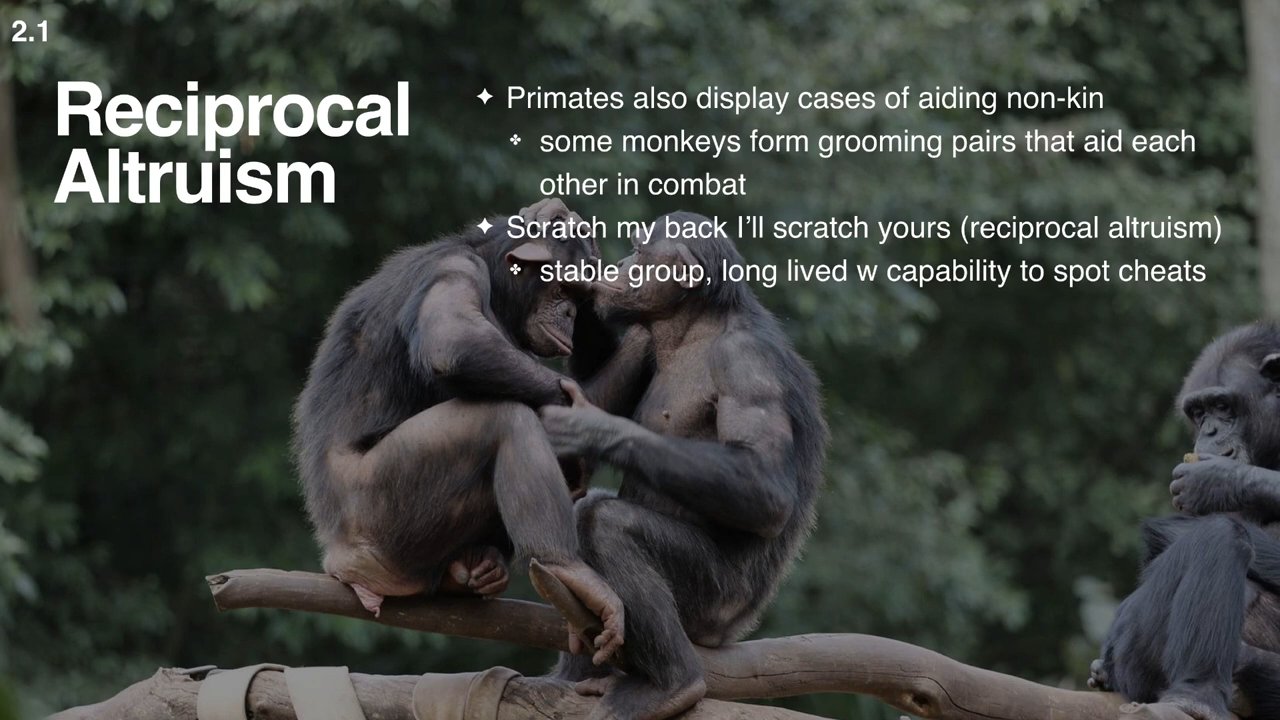 2.1
Reciprocal
Altruism
✦ Primates also display cases of aiding non-kin
✤ some monkeys form grooming pairs that aid each
other in combat
✦ Scratch my back I’ll scratch yours (reciprocal altruism)
✤ stable group, long lived w capability to spot cheats